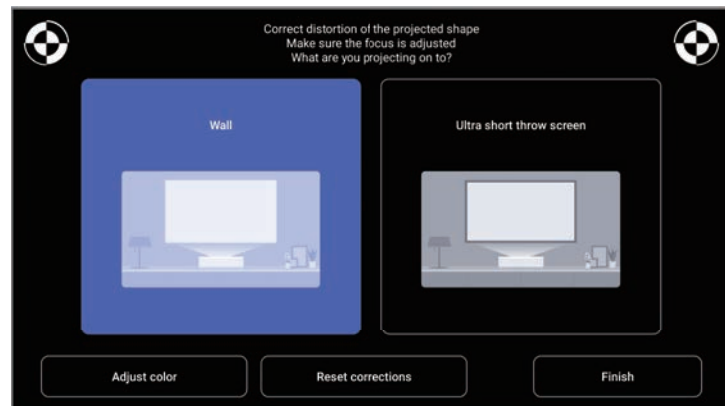 Correct distortion of the projected shape
Make sure the focus is adjusted
What are you projecting on to?
Wall
Ultra short throw screen
Adjust color
Reset corrections
Finish